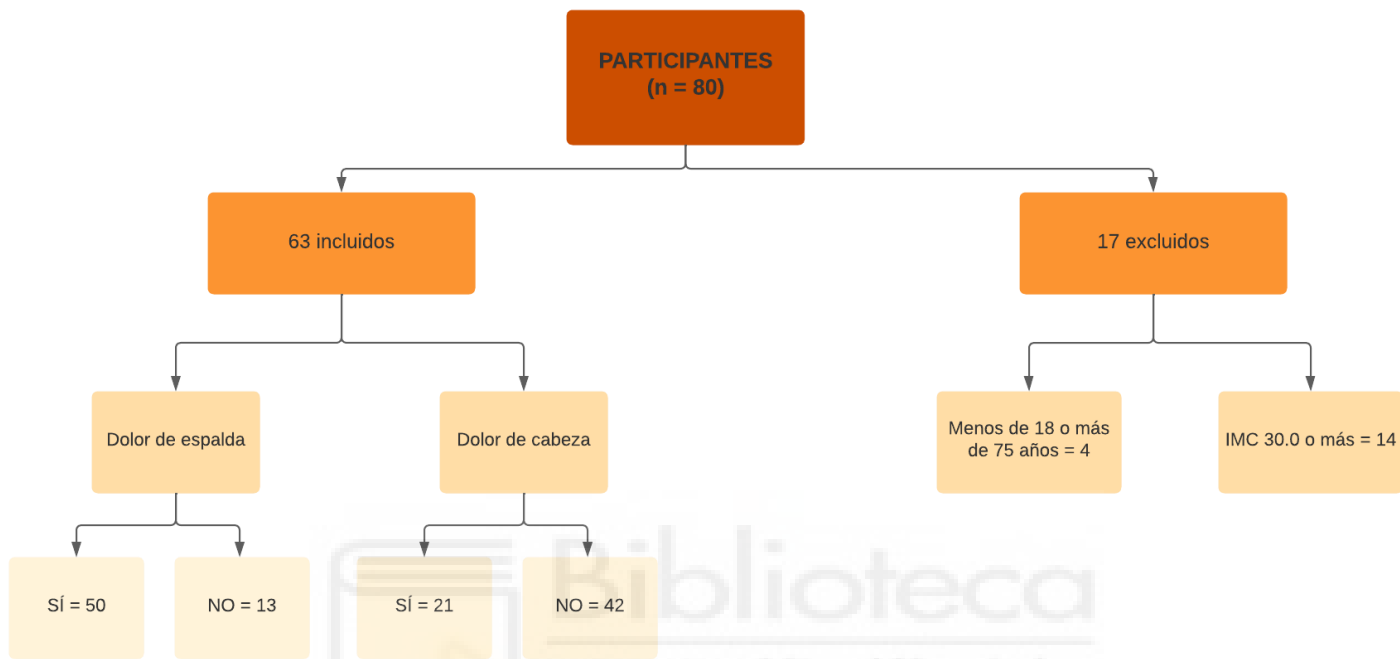 PARTICIPANTES
(n = 80)
63 incluidos
17 excluidos
Dolor de espalda
Dolor de cabeza
Menos de 18 o más
de 75 años = 4
IMC 30.0 o más = 14
SÍ = 50
NO = 13
SÍ = 21
NO = 42
Biblioteca